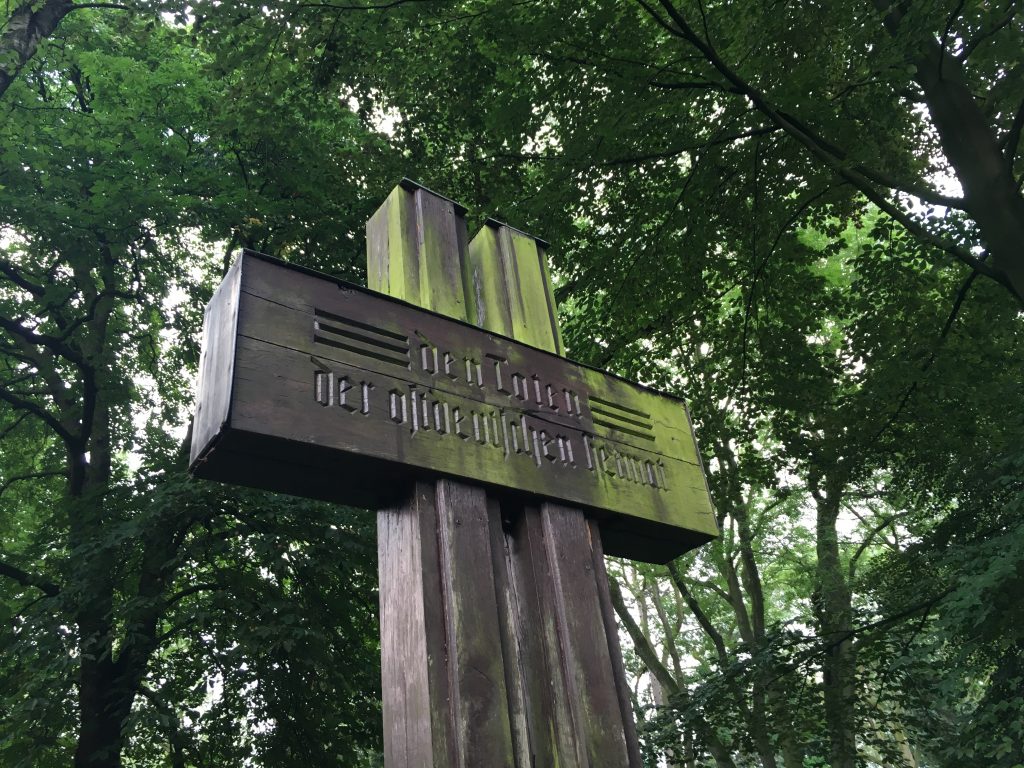 den Toten
der ostdeutschen Heimat